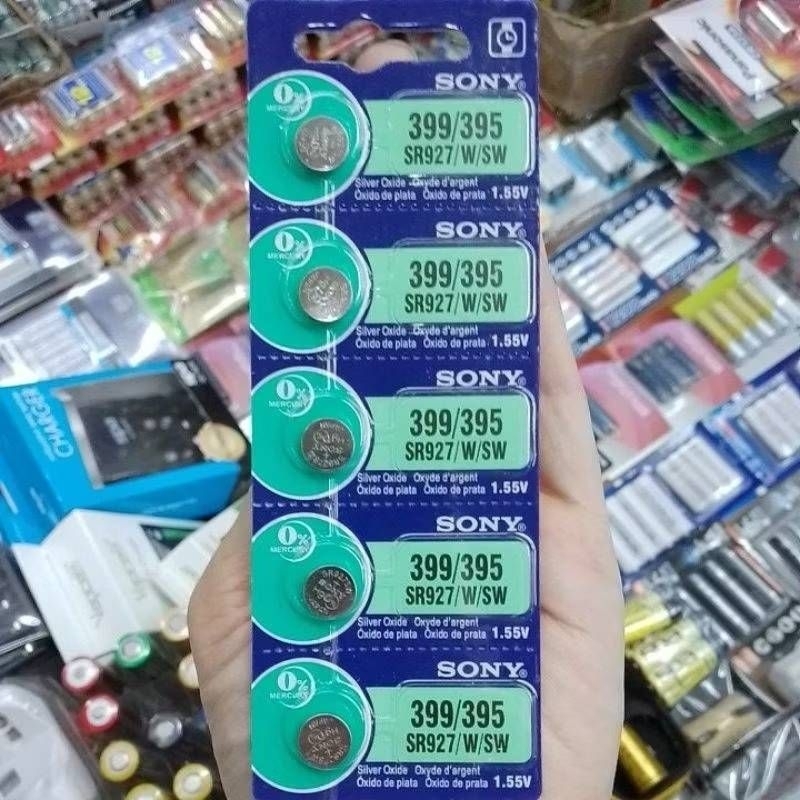 SONY
0%
MERCURY
399/395
SR927/W/SW
Silver Oxide Oxyde d'argent
Óxido de plata Óxido de prata 1.55V
SONY
0%
MERCURY
399/395
SR927/W/SW
Silver Oxide Oxyde d'argent
Óxido de plata Óxido de prata 1.55V
SONY
0%
MERCURY
399/395
SR927/W/SW
Silver Oxide Oxyde d'argent
Óxido de plata Óxido de prata 1.55V
SONY
0%
MERCURY
399/395
SR927/W/SW
Silver Oxide Oxyde d'argent
Óxido de plata Óxido de prata 1.55V
SONY
0%
MERCURY
399/395
SR927/W/SW
Silver Oxide Oxyde d'argent
Óxido de plata Óxido de prata 1.55V
CHARGER
Panasonic